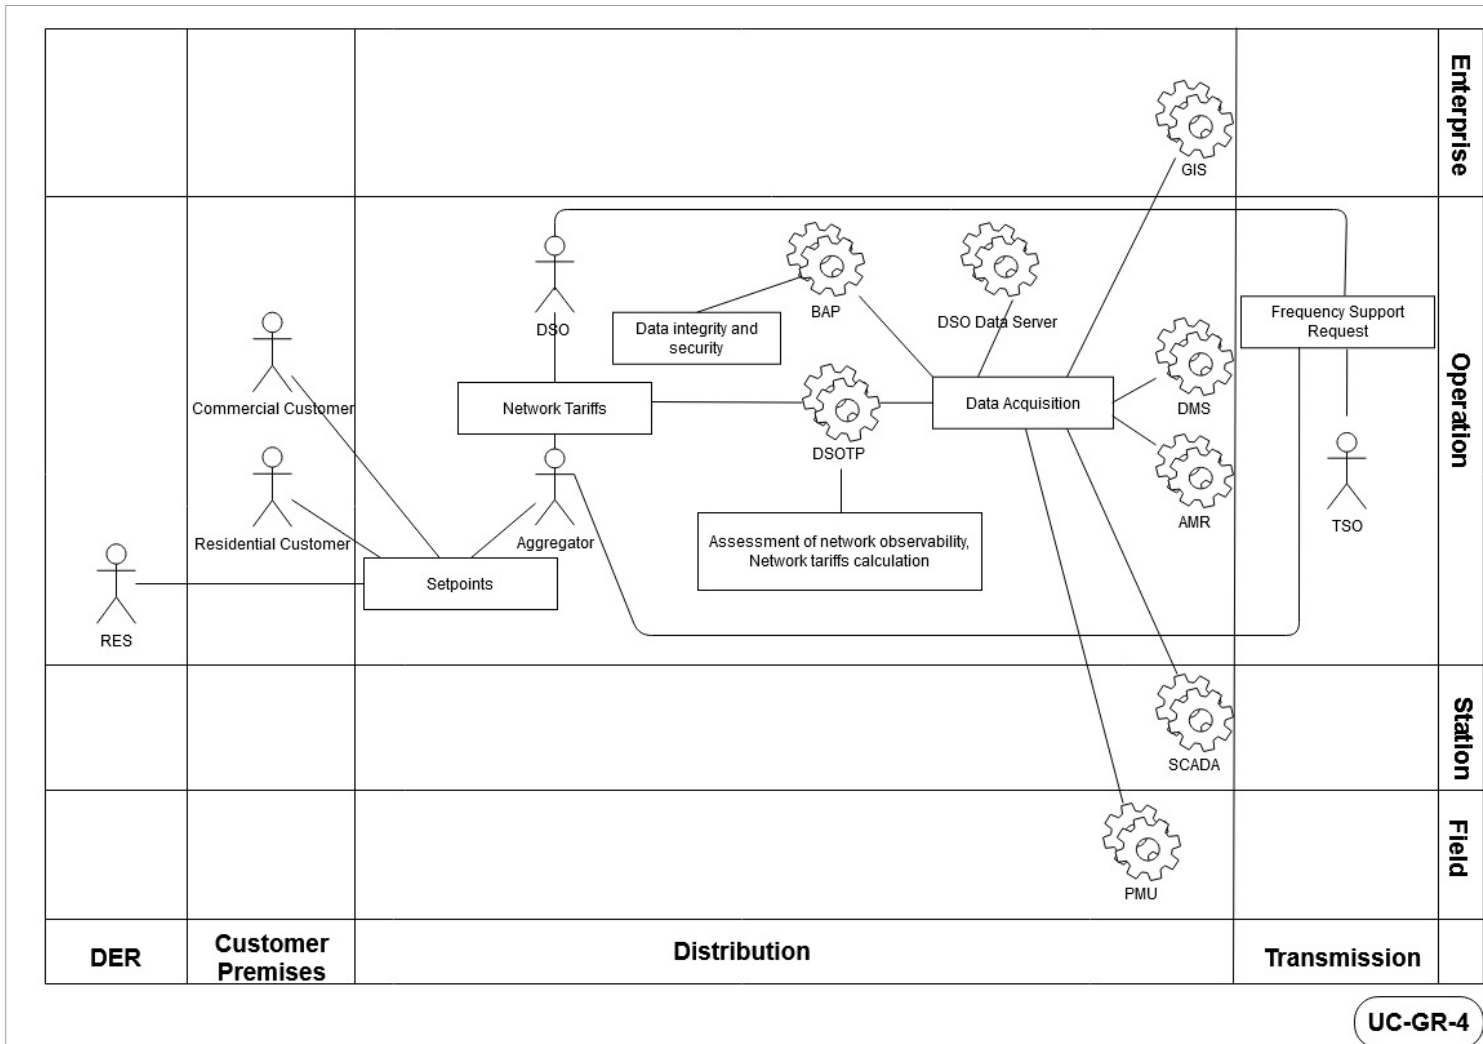 Enterprise
GIS
DSO
BAP
DSO Data Server
Data integrity and
security
Frequency Support
Request
Operation
Commercial Customer
Network Tariffs
Data Acquisition
DMS
DSOTP
Residential Customer
Aggregator
AMR
TSO
Assessment of network observability,
Network tariffs calculation
Setpoints
RES
Station
SCADA
Field
PMU
DER
Customer
Premises
Distribution
Transmission
UC-GR-4